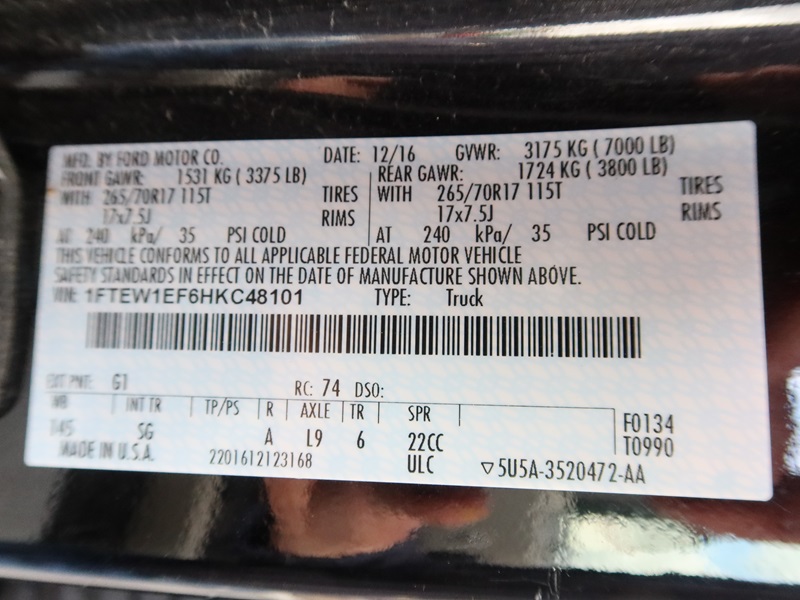 MFD. BY FORD MOTOR CO. DATE: 12/16 GVWR: 3175 KG ( 7000 LB)
FRONT GAWR: 1531 KG ( 3375 LB) REAR GAWR: 1724 KG ( 3800 LB)
WITH 265/70R17 115T TIRES WITH 265/70R17 115T TIRES
17x7.5J RIMS 17x7.5J RIMS
AT 240 kPa/ 35 PSI COLD AT 240 kPa/ 35 PSI COLD
THIS VEHICLE CONFORMS TO ALL APPLICABLE FEDERAL MOTOR VEHICLE
SAFETY STANDARDS IN EFFECT ON THE DATE OF MANUFACTURE SHOWN ABOVE.
VIN: 1FTEW1EF6HKC48101 TYPE: Truck
EXT PNT: G1 RC: 74 DSO:
WB INT TR TP/PS R AXLE TR SPR
145 SG A L9 6 22CC F0134
MADE IN U.S.A. ULC T0990
2201612123168 ▽5U5A-3520472-AA